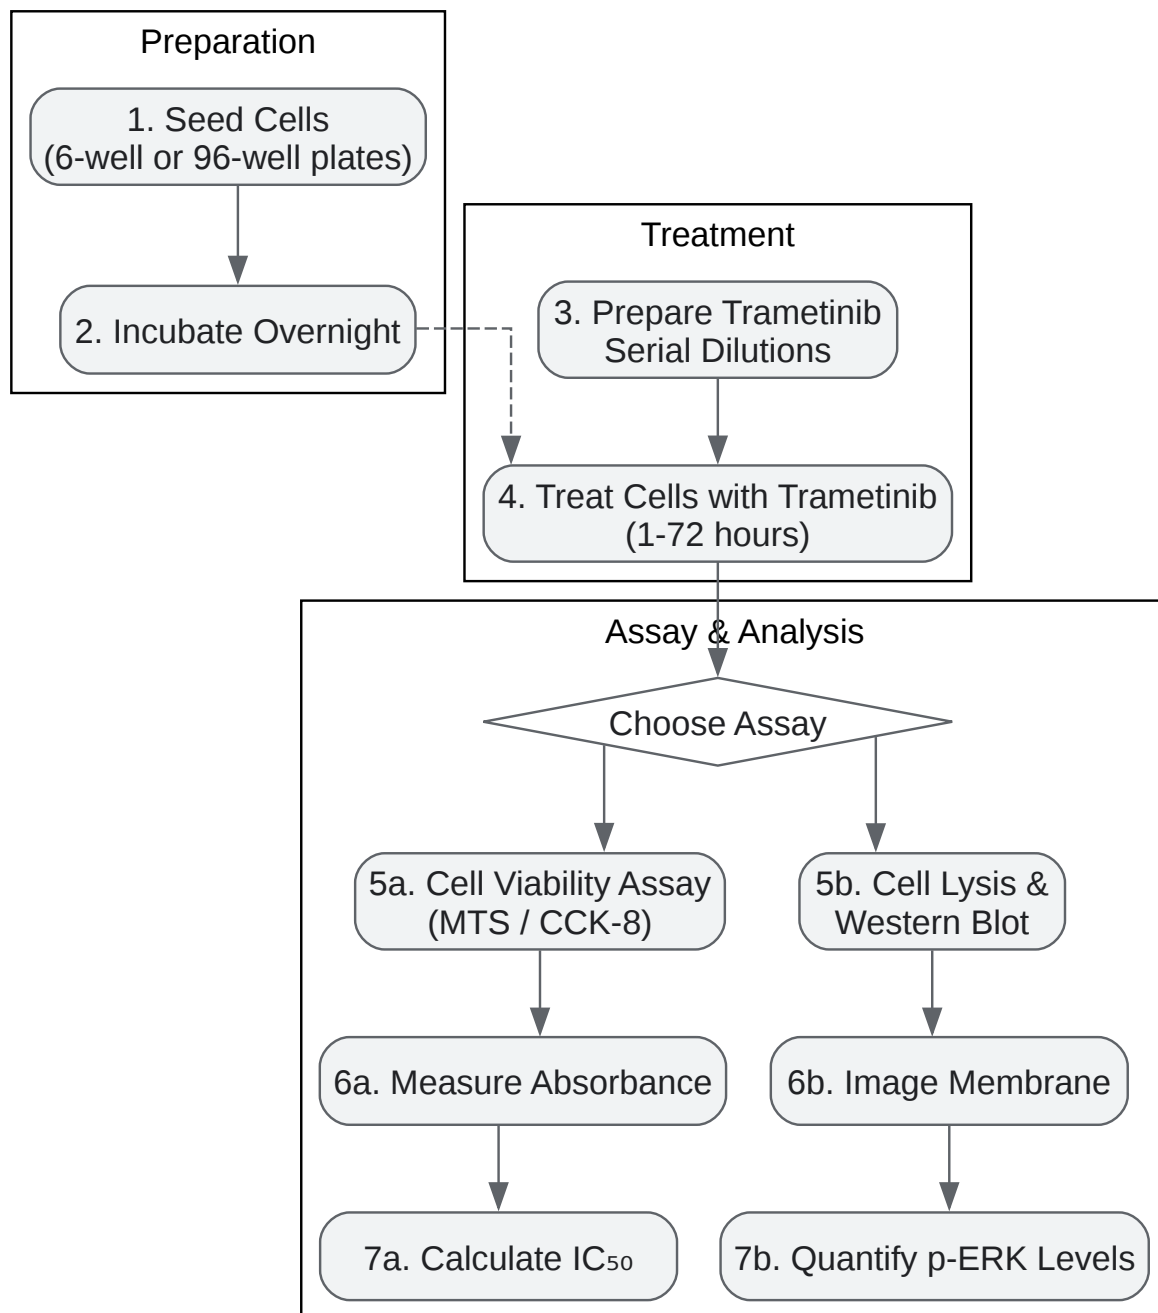 Preparation
1. Seed Cells
(6-well or 96-well plates)
2. Incubate Overnight
Treatment
3. Prepare Trametinib
Serial Dilutions
4. Treat Cells with Trametinib
(1-72 hours)
Assay & Analysis
Choose Assay
5a. Cell Viability Assay
(MTS / CCK-8)
5b. Cell Lysis &
Western Blot
6a. Measure Absorbance
6b. Image Membrane
7a. Calculate IC₅₀
7b. Quantify p-ERK Levels